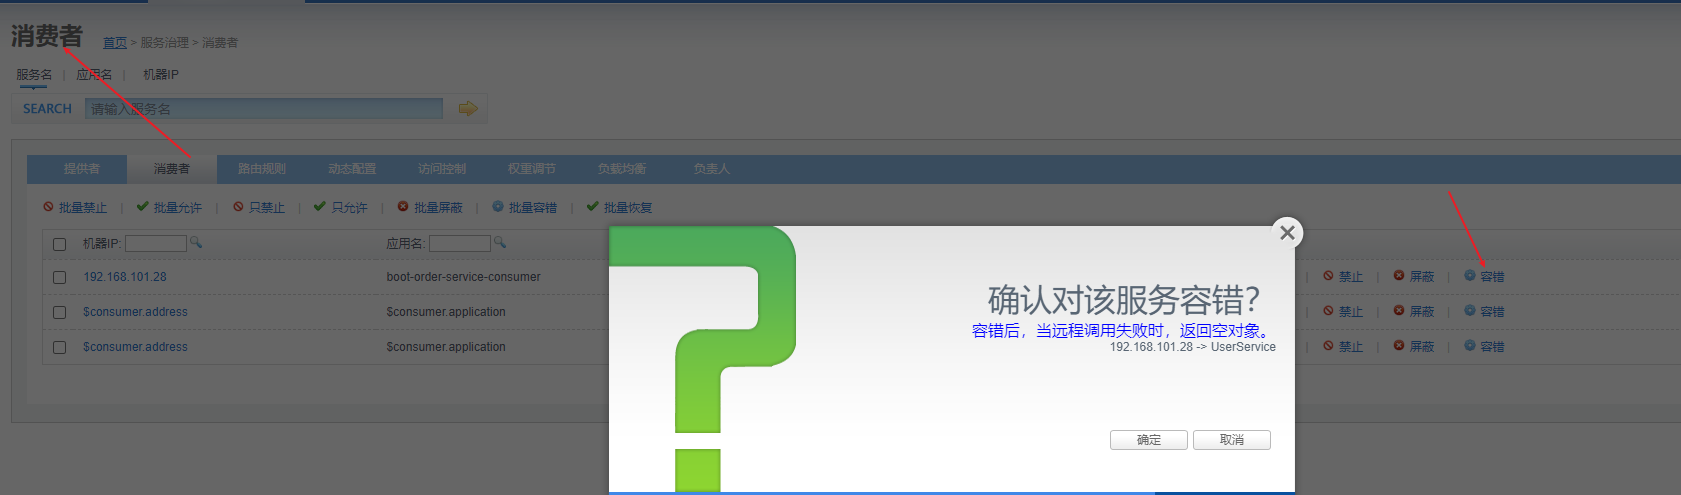 消费者
首页 > 服务治理 > 消费者
服务名 | 应用名 | 机器IP
SEARCH 请输入服务名
提供者 消费者 路由规则 动态配置 访问控制 权重调节 负载均衡 负责人
批量禁止 | 批量允许 | 只禁止 | 只允许 | 批量屏蔽 | 批量容错 | 批量恢复
机器IP: 应用名:
192.168.101.28 boot-order-service-consumer | 禁止 | 屏蔽 | 容错
$consumer.address $consumer.application | 禁止 | 屏蔽 | 容错
$consumer.address $consumer.application | 禁止 | 屏蔽 | 容错
确认对该服务容错?
容错后，当远程调用失败时，返回空对象。
192.168.101.28 -> UserService
确定 取消